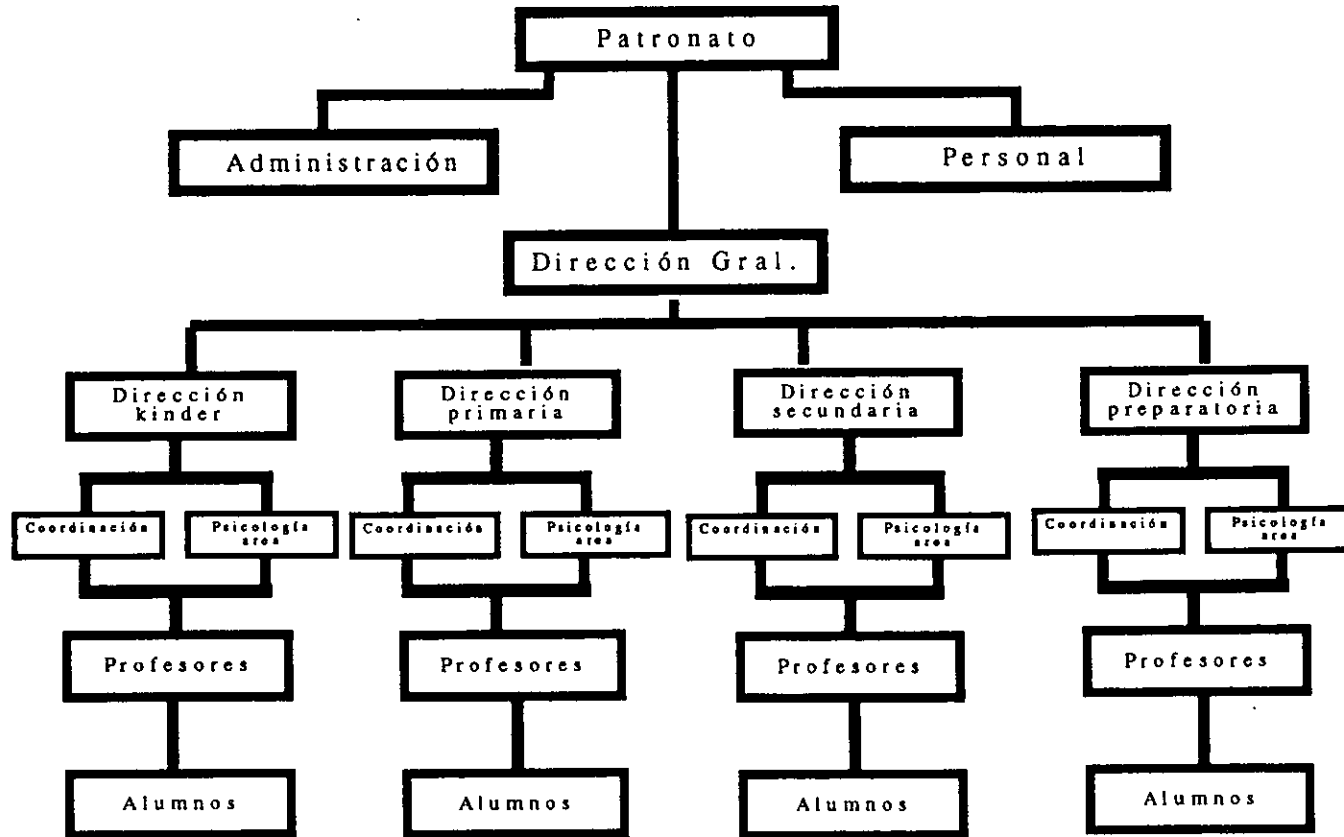 Patronato
Administración
Personal
Dirección Gral.
Dirección
kinder
Dirección
primaria
Dirección
secundaria
Dirección
preparatoria
Coordinación
Psicología
area
Coordinación
Psicología
area
Coordinación
Psicología
area
Coordinación
Psicología
area
Profesores
Profesores
Profesores
Profesores
Alumnos
Alumnos
Alumnos
Alumnos